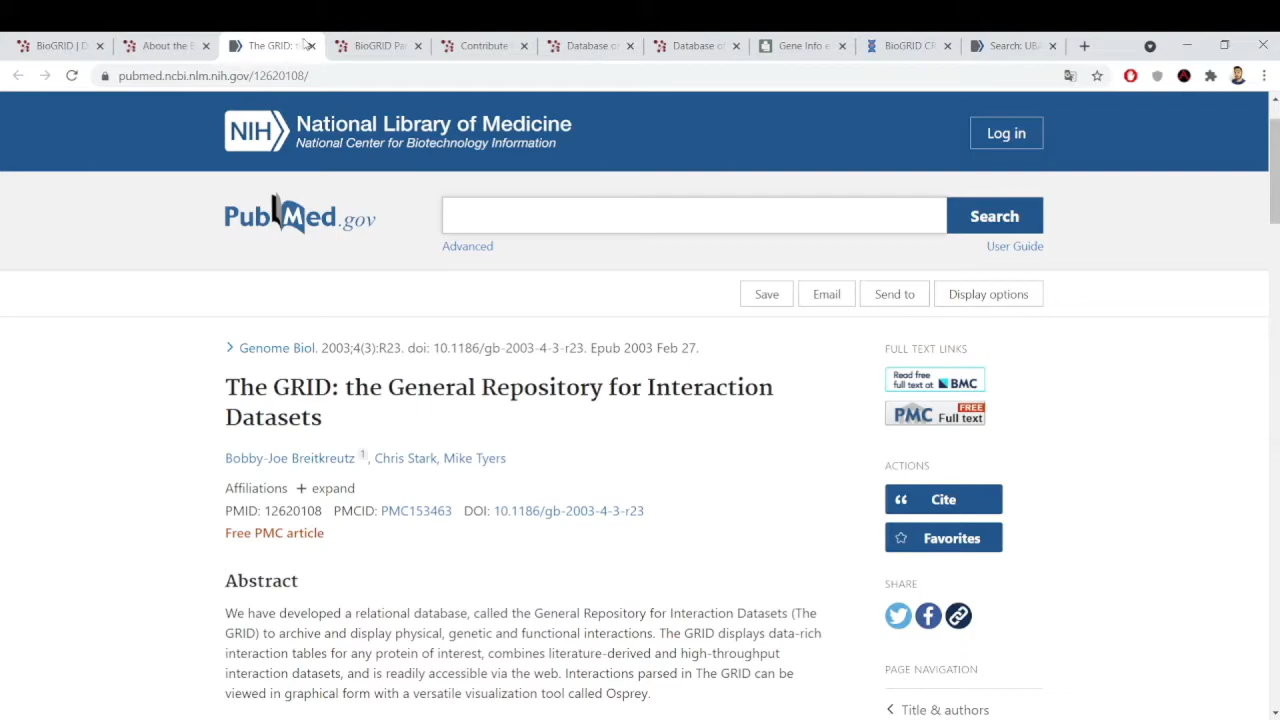 BioGRID | D
About the B
The GRID: t
BioGRID Pa
Contribute
Database o
Database o
Gene Info e
BioGRID CR
Search: UBA
pubmed.ncbi.nlm.nih.gov/12620108/
NIH National Library of Medicine
National Center for Biotechnology Information
Log in
PubMed.gov
Search
Advanced
User Guide
Save
Email
Send to
Display options
Genome Biol. 2003;4(3):R23. doi: 10.1186/gb-2003-4-3-r23. Epub 2003 Feb 27.
The GRID: the General Repository for Interaction
Datasets
Bobby-Joe Breitkreutz 1, Chris Stark, Mike Tyers
Affiliations + expand
PMID: 12620108 PMCID: PMC153463 DOI: 10.1186/gb-2003-4-3-r23
Free PMC article
Abstract
We have developed a relational database, called the General Repository for Interaction Datasets (The
GRID) to archive and display physical, genetic and functional interactions. The GRID displays data-rich
interaction tables for any protein of interest, combines literature-derived and high-throughput
interaction datasets, and is readily accessible via the web. Interactions parsed in The GRID can be
viewed in graphical form with a versatile visualization tool called Osprey.
FULL TEXT LINKS
Read free
full text at BMC
PMC FREE
Full text
ACTIONS
Cite
Favorites
SHARE
PAGE NAVIGATION
Title & authors